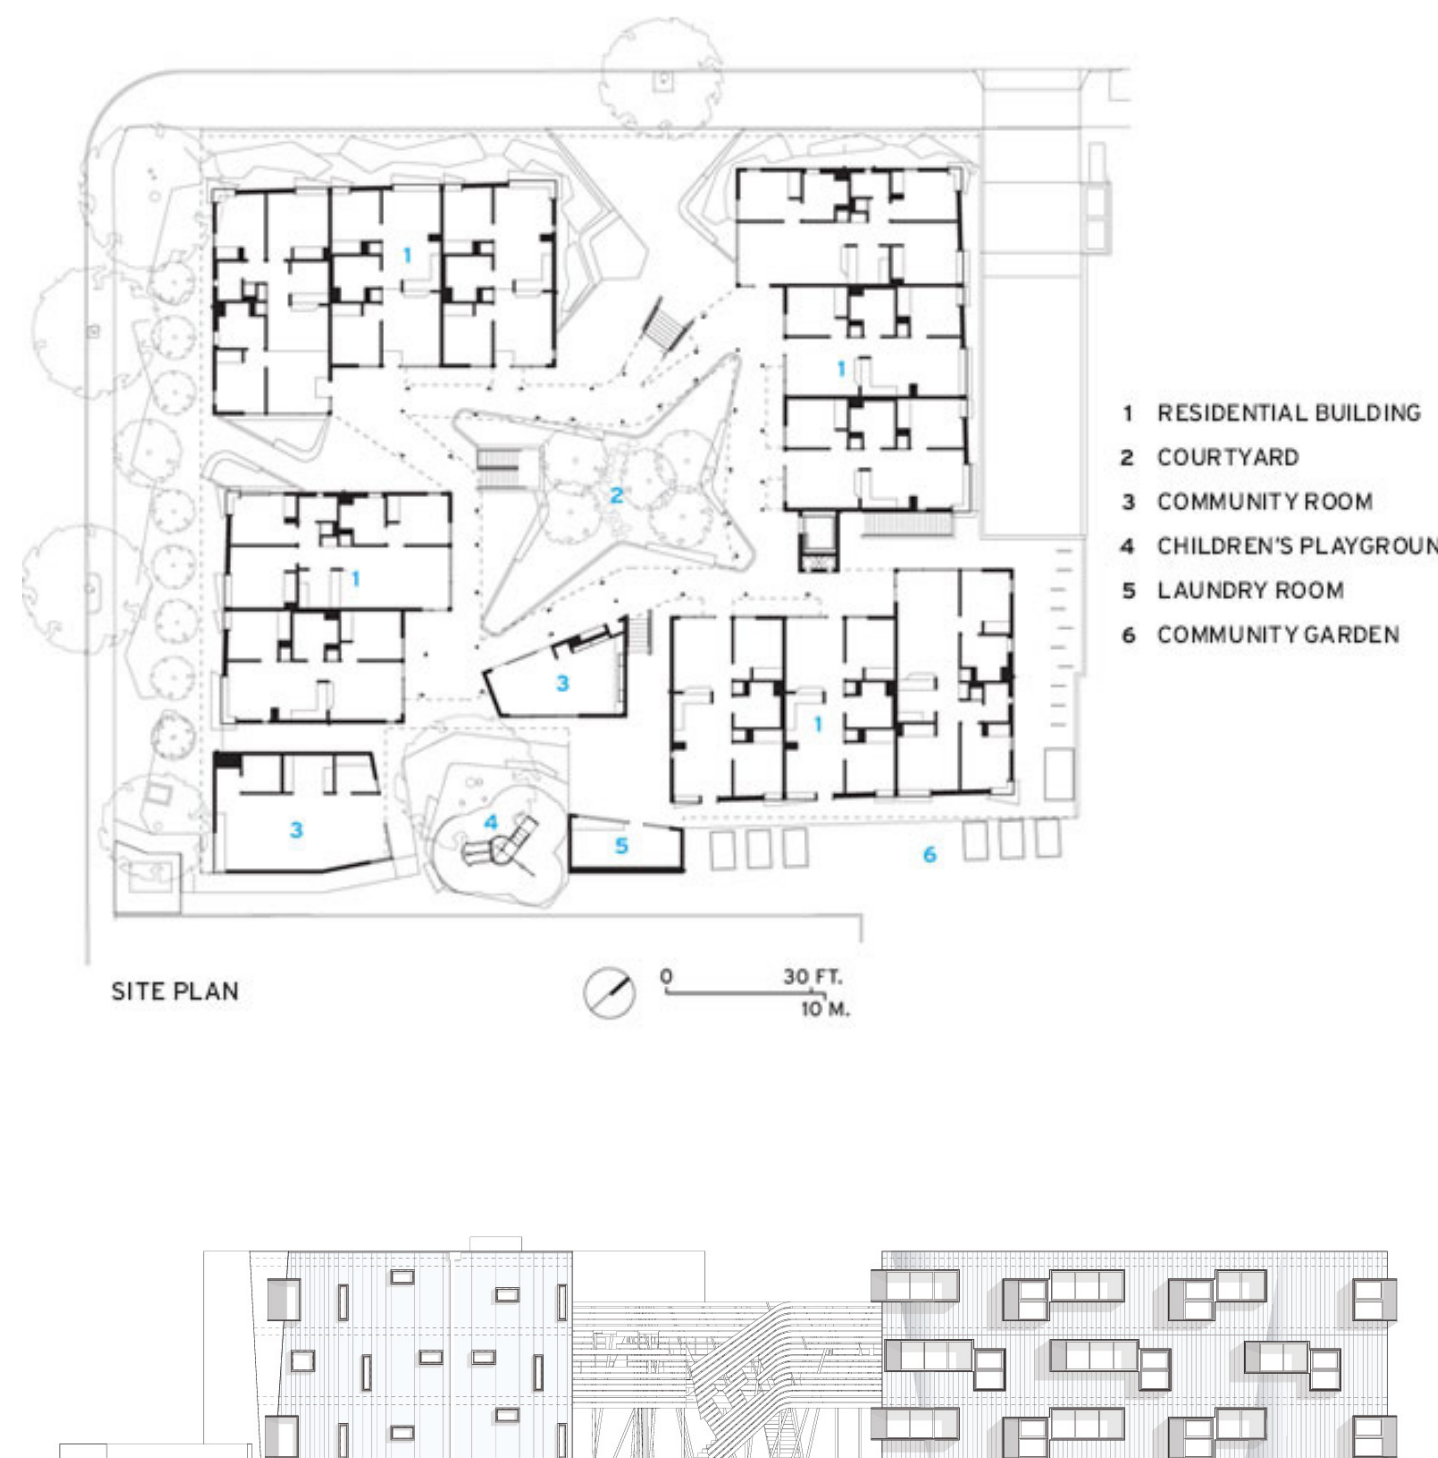 1
1
1
2
1
3
1
4
3
5
6
1 RESIDENTIAL BUILDING
2 COURTYARD
3 COMMUNITY ROOM
4 CHILDREN'S PLAYGROUN
5 LAUNDRY ROOM
6 COMMUNITY GARDEN
SITE PLAN
0 30 FT.
10 M.